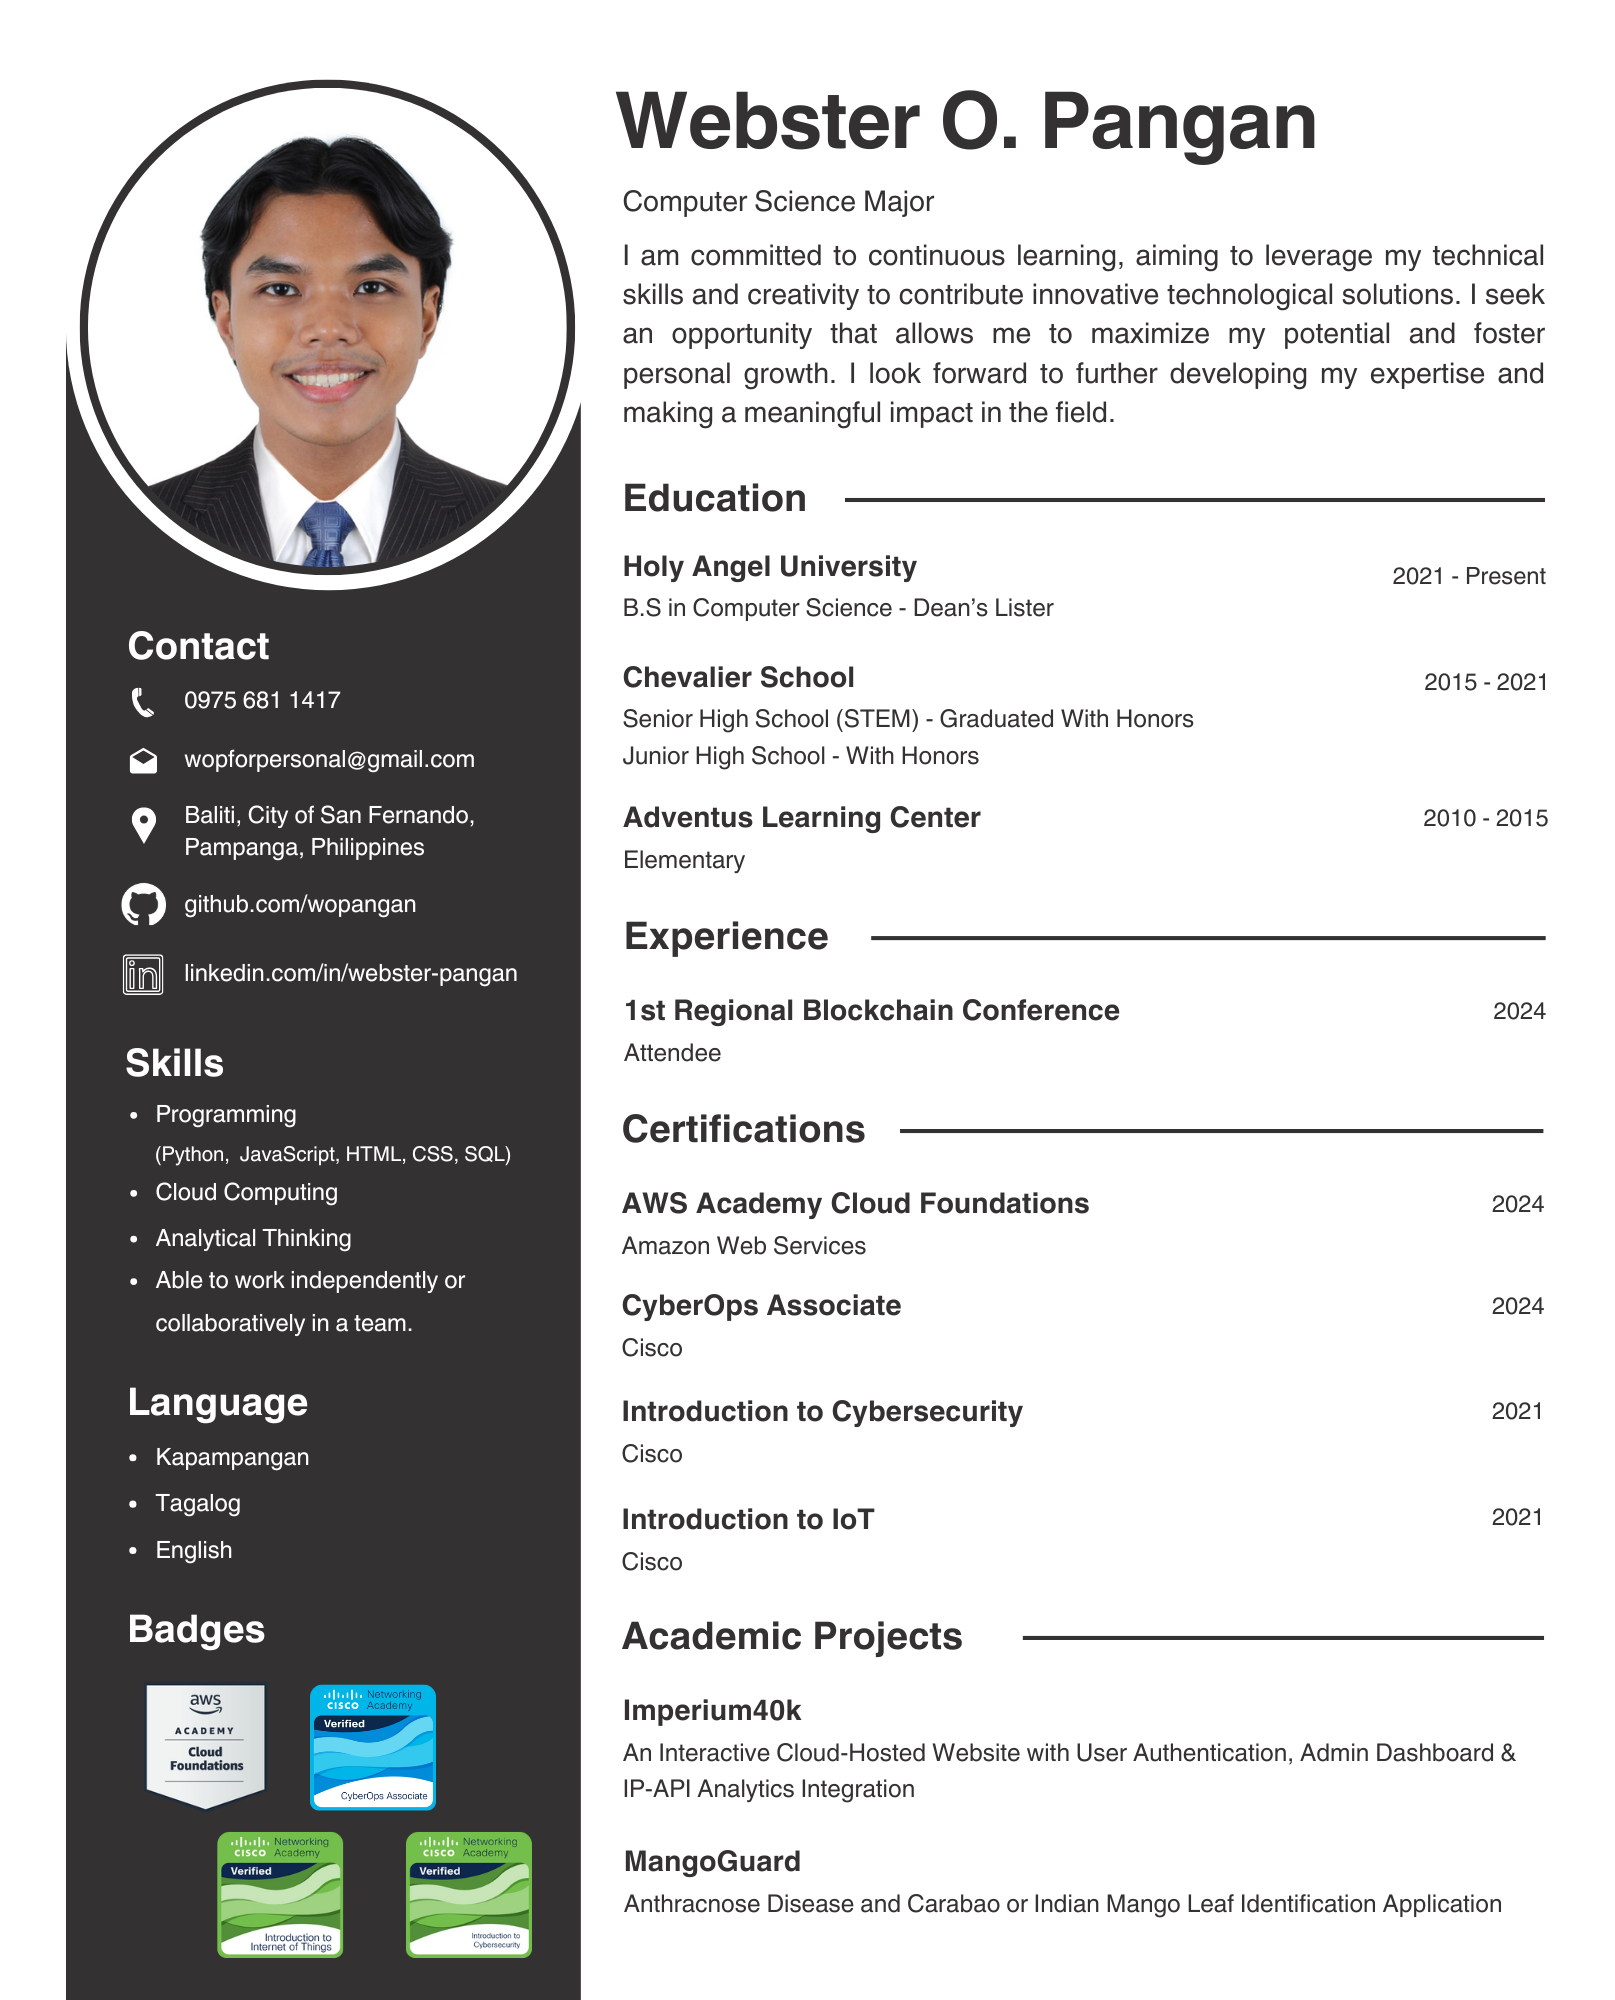 Webster O. Pangan
Computer Science Major
I am committed to continuous learning, aiming to leverage my technical
skills and creativity to contribute innovative technological solutions. I seek
an opportunity that allows me to maximize my potential and foster
personal growth. I look forward to further developing my expertise and
making a meaningful impact in the field.
Education
Holy Angel University
2021 - Present
B.S in Computer Science - Dean’s Lister
Chevalier School
2015 - 2021
Senior High School (STEM) - Graduated With Honors
Junior High School - With Honors
Adventus Learning Center
2010 - 2015
Elementary
Experience
1st Regional Blockchain Conference
2024
Attendee
Certifications
AWS Academy Cloud Foundations
2024
Amazon Web Services
CyberOps Associate
2024
Cisco
Introduction to Cybersecurity
2021
Cisco
Introduction to IoT
2021
Cisco
Academic Projects
Imperium40k
An Interactive Cloud-Hosted Website with User Authentication, Admin Dashboard &
IP-API Analytics Integration
MangoGuard
Anthracnose Disease and Carabao or Indian Mango Leaf Identification Application
Contact
0975 681 1417
wopforpersonal@gmail.com
Baliti, City of San Fernando,
Pampanga, Philippines
github.com/wopangan
in
linkedin.com/in/webster-pangan
Skills
• Programming
(Python, JavaScript, HTML, CSS, SQL)
• Cloud Computing
• Analytical Thinking
• Able to work independently or
collaboratively in a team.
Language
• Kapampangan
• Tagalog
• English
Badges
aws
ACADEMY
Cloud
Foundations
CISCO
Networking
Academy
Verified
CyberOps Associate
CISCO
Networking
Academy
Verified
Introduction to
Internet of Things
CISCO
Networking
Academy
Verified
Introduction to
Cybersecurity